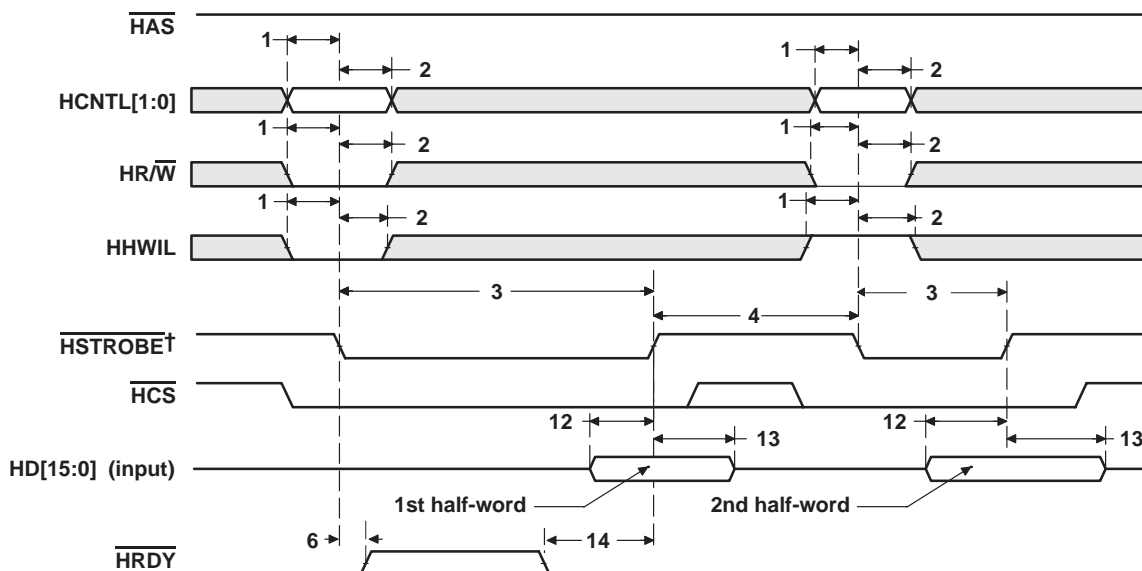 HAS
1 1
2 2
HCNTL[1:0]
1 1
2 2
HR/W
1 1
2 2
HHWIL
3 3
4
HSTROBE†
HCS
12 12
13 13
HD[15:0] (input)
1st half-word 2nd half-word
6 14
HRDY